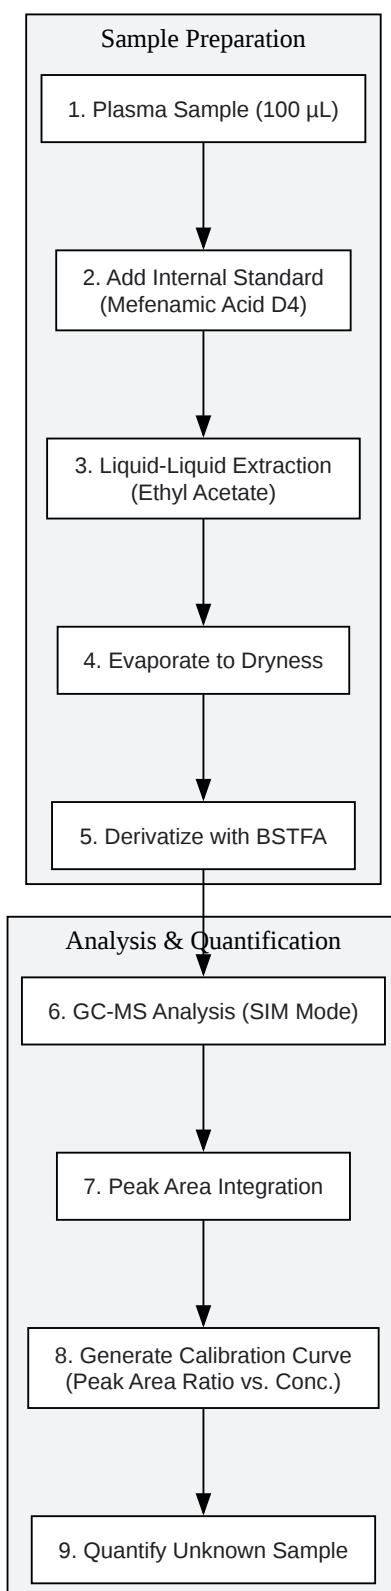 Sample Preparation
1. Plasma Sample (100 µL)
2. Add Internal Standard
(Mefenamic Acid D4)
3. Liquid-Liquid Extraction
(Ethyl Acetate)
4. Evaporate to Dryness
5. Derivatize with BSTFA
Analysis & Quantification
6. GC-MS Analysis (SIM Mode)
7. Peak Area Integration
8. Generate Calibration Curve
(Peak Area Ratio vs. Conc.)
9. Quantify Unknown Sample